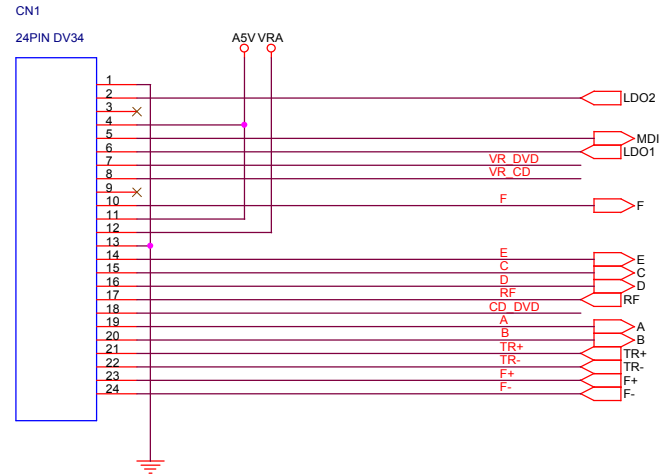 CN1
24PIN DV34
A5V VRA
1
2 LDO2
3
4
5 MDI
6 LDO1
7 VR_DVD
8 VR_CD
9
10 F F
11
12
13
14 E E
15 C C
16 D D
17 RF RF
18 CD_DVD
19 A A
20 B B
21 TR+ TR+
22 TR- TR-
23 F+ F+
24 F- F-